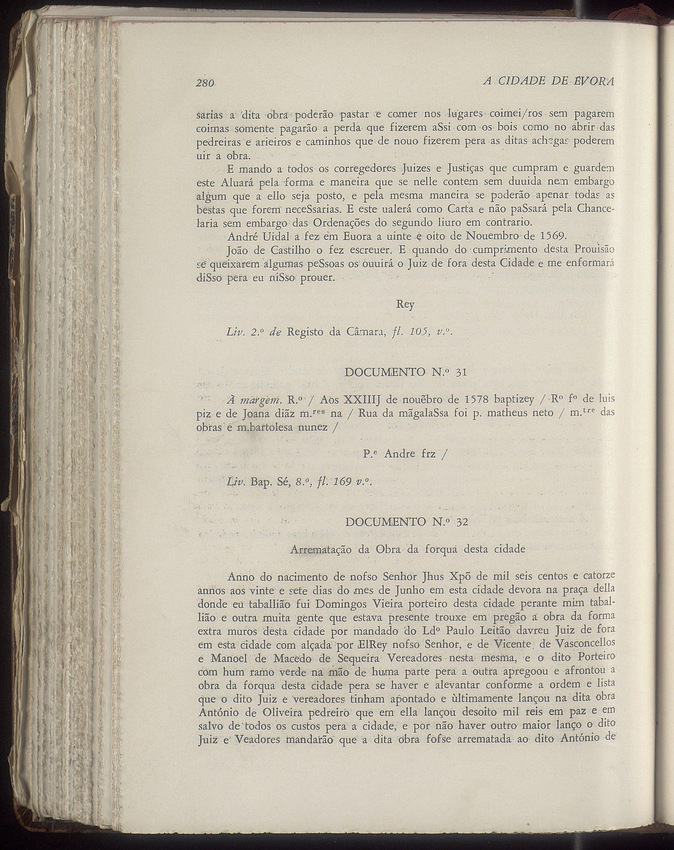 280 A CIDADE DE ÉVORA
sarias a dita obra poderão pastar e comer nos lugares coimei/ros sem pagarem
coimas somente pagarão a perda que fizerem aSsi com os bois como no abrir das
pedreiras e arieiros e caminhos que de nouo fizerem pera as ditas achegas poderem
uir a obra.
E mando a todos os corregedores Juizes e Justiças que cumpram e guardem
este Aluará pela forma e maneira que se nelle contem sem duuida nem embargo
algum que a ello seja posto, e pela mesma maneira se poderão apenar todas as
bestas que forem neceSsarias. E este ualerá como Carta e não paSsará pela Chance-
laria sem embargo das Ordenações do segundo liuro em contrario.
André Uidal a fez em Euora a uinte e oito de Nouembro de 1569.
João de Castilho o fez escreuer. E quando do cumprimento desta Prouisão
se queixarem algumas peSsoas os ouuirá o Juiz de fora desta Cidade e me enformará
diSso pera eu niSso prouer.
Rey
Liv. 2.º de Registo da Câmara, fl. 105, v.º.
DOCUMENTO N.º 31
À margem. R.º / Aos XXIIIJ de nouẽbro de 1578 baptizey / Rº fº de luis
piz e de Joana diãz m.res na / Rua da mãgalaSsa foi p. matheus neto / m.tre das
obras e m.bartolesa nunez /
P.e Andre frz /
Liv. Bap. Sé, 8.º, fl. 169 v.º.
DOCUMENTO N.º 32
Arrematação da Obra da forqua desta cidade
Anno do nacimento de nofso Senhor Jhus Xpõ de mil seis centos e catorze
annos aos vinte e sete dias do mes de Junho em esta cidade devora na praça della
donde eu taballião fui Domingos Vieira porteiro desta cidade perante mim tabal-
lião e outra muita gente que estava presente trouxe em pregão a obra da forma
extra muros desta cidade por mandado do Ldº Paulo Leitão davreu Juiz de fora
em esta cidade com alçada por ElRey nofso Senhor, e de Vicente de Vasconcellos
e Manoel de Macedo de Sequeira Vereadores nesta mesma, e o dito Porteiro
com hum ramo verde na mão de huma parte pera a outra apregoou e afrontou a
obra da forqua desta cidade pera se haver e alevantar conforme a ordem e lista
que o dito Juiz e vereadores tinham apontado e ùltimamente lançou na dita obra
António de Oliveira pedreiro que em ella lançou desoito mil reis em paz e em
salvo de todos os custos pera a cidade, e por não haver outro maior lanço o dito
Juiz e Veadores mandarão que a dita obra fofse arrematada ao dito António de